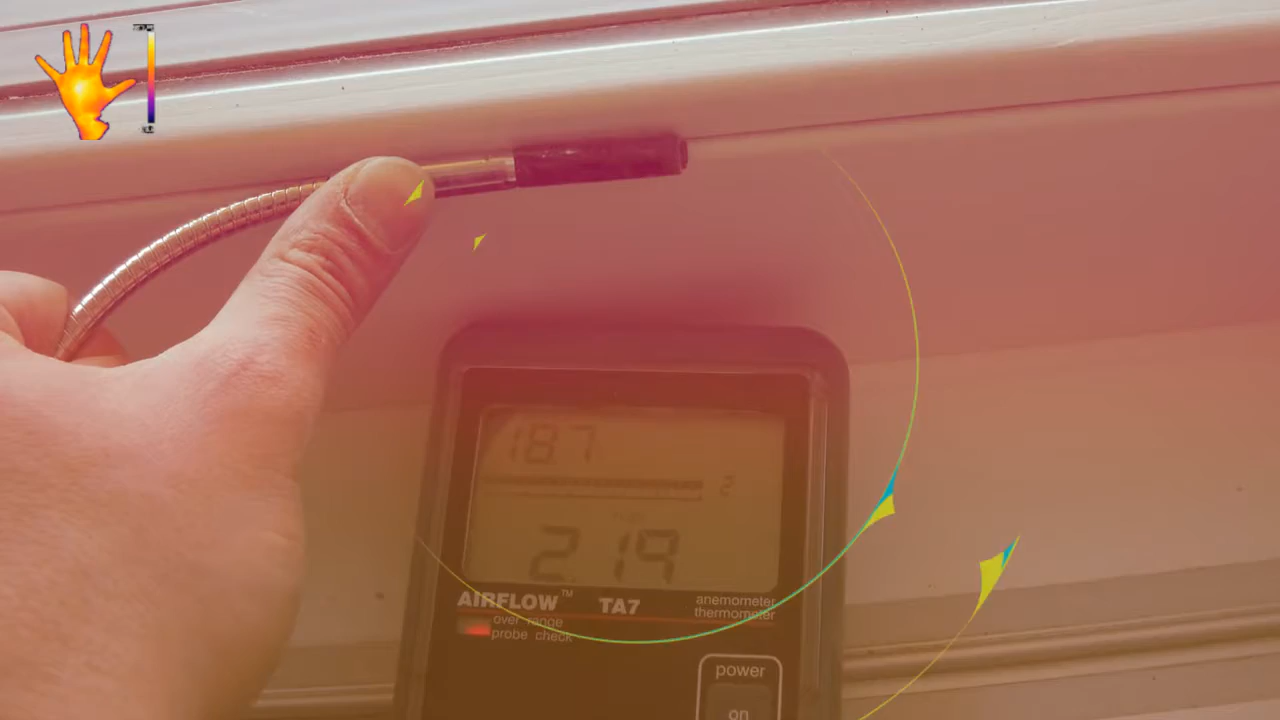 18.7
2
2.19
AIRFLOW™ TA7
anemometer
thermometer
over range
probe check
power
on